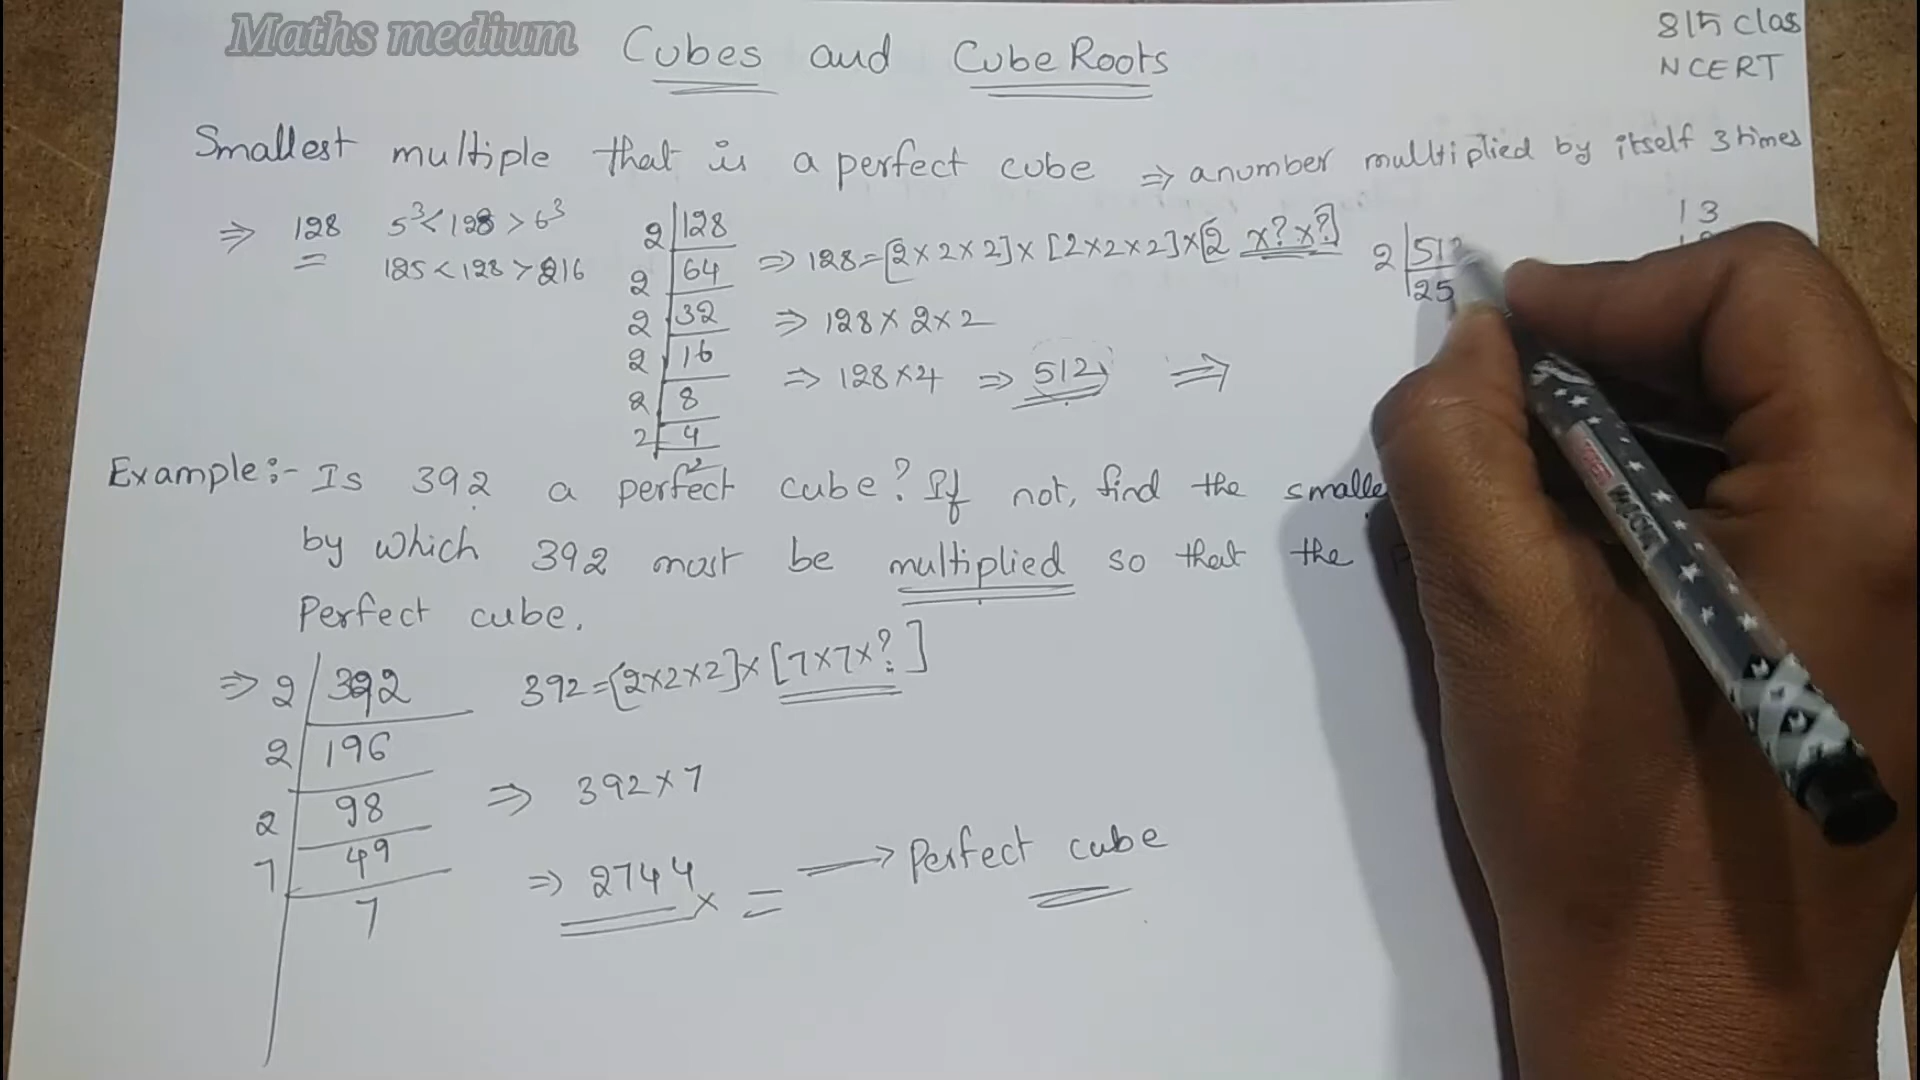 Maths medium
Cubes and Cube Roots
8th Clas
NCERT
Smallest multiple that is a perfect cube ⇒ a number multiplied by itself 3 times
⇒ 128 5³<128>6³
125<128>216
2 128
2 64
2 32
2 16
2 8
2 4
2
⇒ 128=[2×2×2]×[2×2×2]×[2 ×?×?]
⇒ 128×2×2
⇒ 128×4 ⇒ 512 ⇒
2 512
25
13
Example:- Is 392 a perfect cube? If not, find the smalle
by which 392 must be multiplied so that the
Perfect cube.
⇒ 2 392
2 196
2 98
7 49
7
392=[2×2×2]×[7×7×?]
⇒ 392×7
⇒ 2744 = → Perfect cube